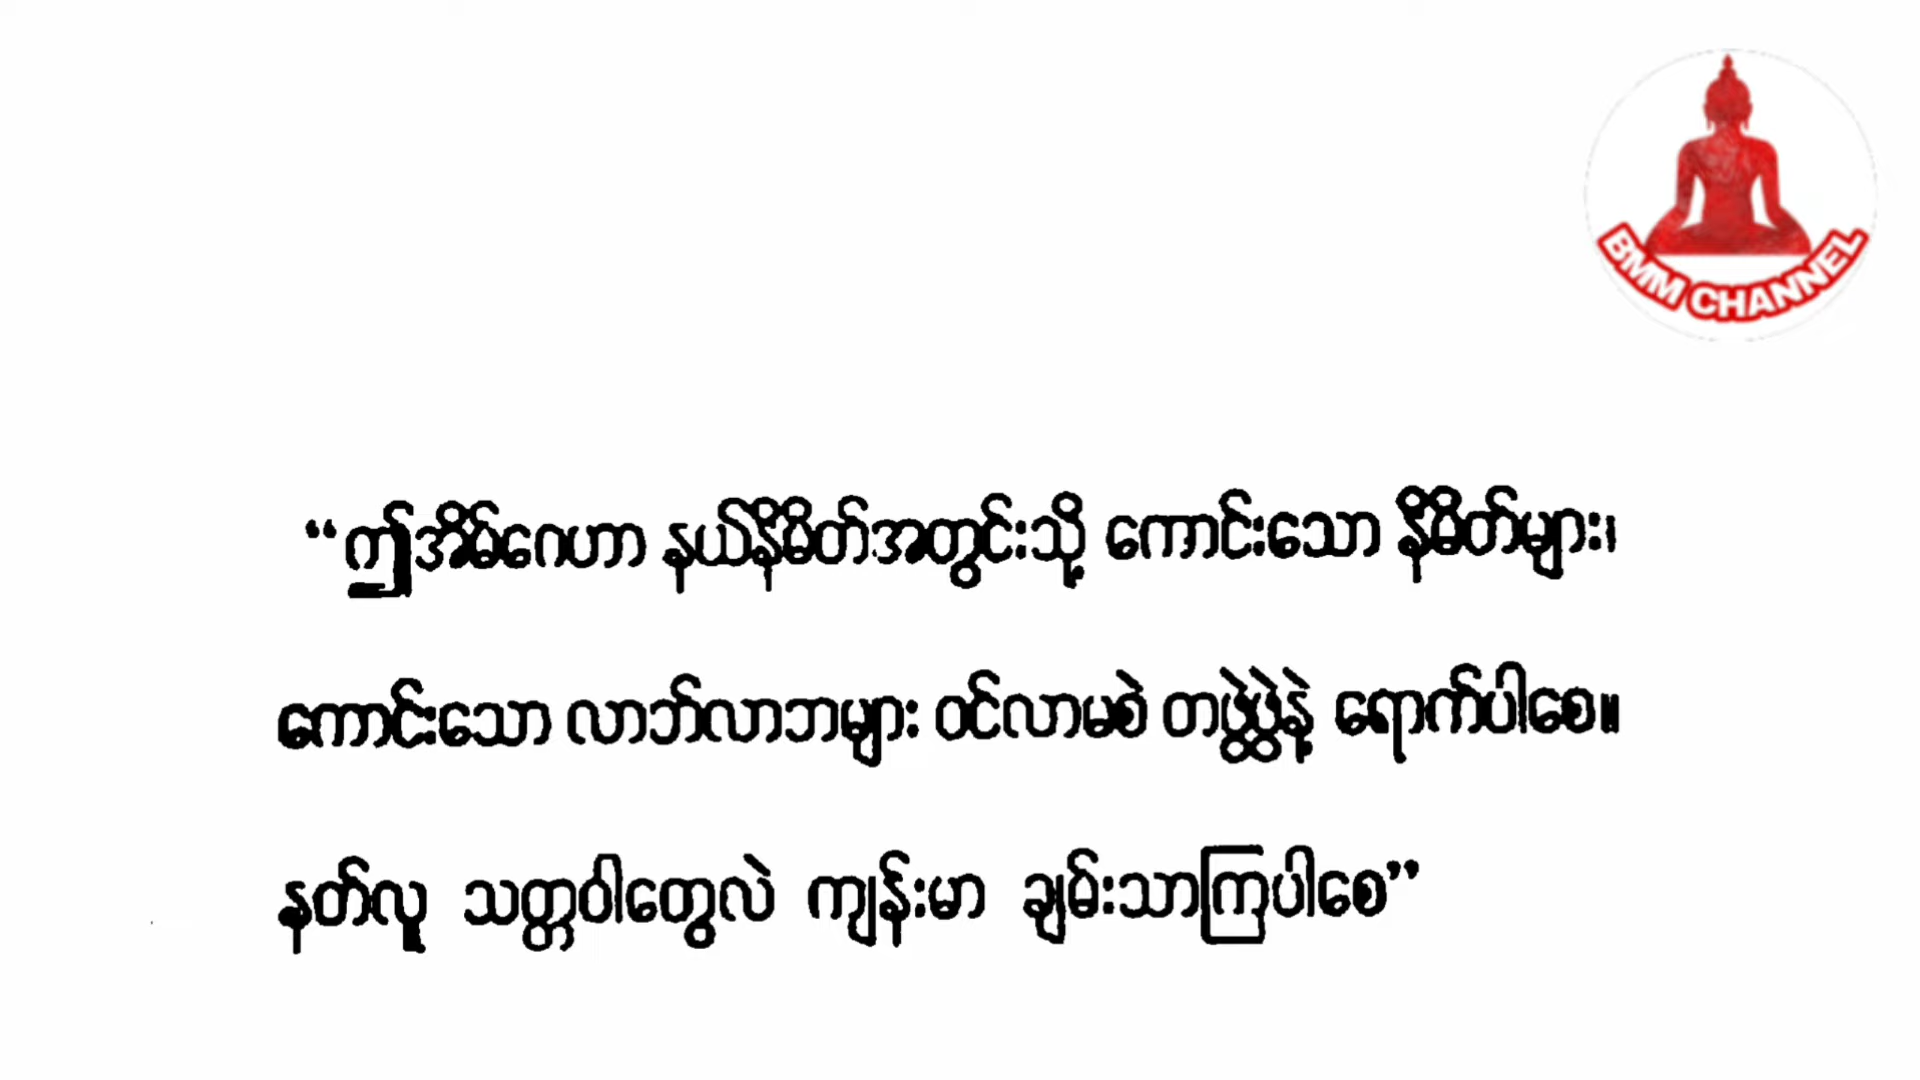 BMM CHANNEL
“ဤအိမ်ဂေဟာ နယ်နိမိတ်အတွင်းသို့ ကောင်းသော နိမိတ်များ၊
ကောင်းသော လာဘ်လာဘများ ဝင်လာမစဲ တဖွဲဖွဲနဲ့ ရောက်ပါစေ။
နတ်လူ သတ္တဝါတွေလဲ ကျန်းမာ ချမ်းသာကြပါစေ”